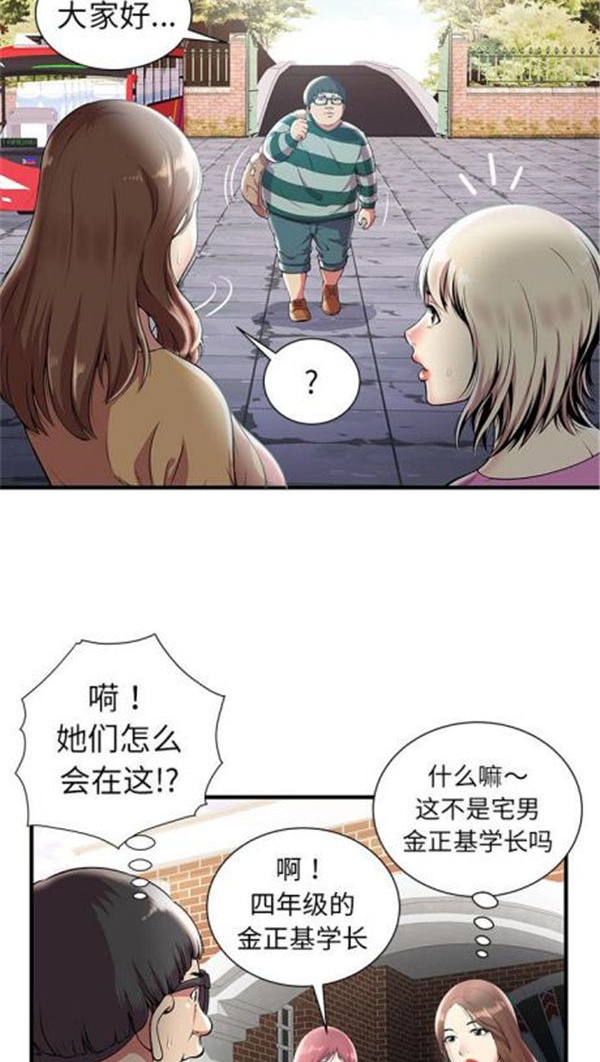 大家好...
?
嗬！
她们怎么
会在这!?
什么嘛～
这不是宅男
金正基学长吗
啊！
四年级的
金正基学长